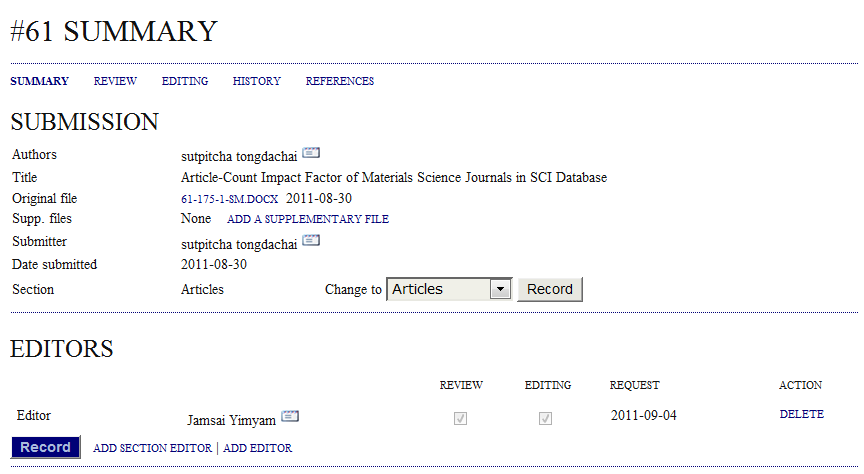 #61 SUMMARY
SUMMARY REVIEW EDITING HISTORY REFERENCES
SUBMISSION
Authors sutpitcha tongdachai
Title Article-Count Impact Factor of Materials Science Journals in SCI Database
Original file 61-175-1-SM.DOCX 2011-08-30
Supp. files None ADD A SUPPLEMENTARY FILE
Submitter sutpitcha tongdachai
Date submitted 2011-08-30
Section Articles Change to Articles Record
EDITORS
REVIEW EDITING REQUEST ACTION
Editor Jamsai Yimyam 2011-09-04 DELETE
Record ADD SECTION EDITOR | ADD EDITOR